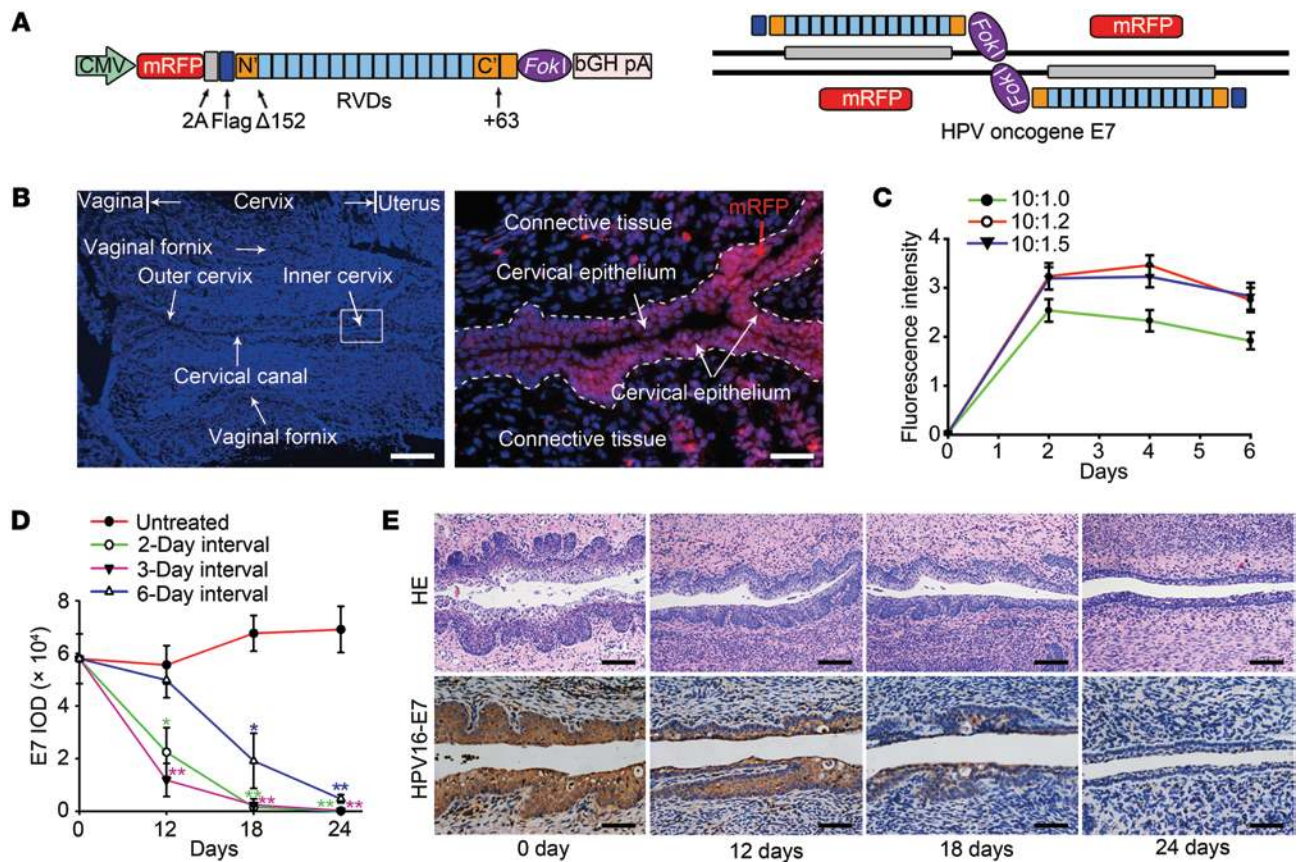 A
CMV mRFP N' C' FokI bGH pA
RVDs
2A Flag Δ152 +63
FokI mRFP
mRFP FokI
HPV oncogene E7
B
Vagina Cervix Uterus
Vaginal fornix
Outer cervix Inner cervix
Cervical canal
Vaginal fornix
mRFP
Connective tissue
Cervical epithelium
Cervical epithelium
Connective tissue
C
10:1.0
10:1.2
10:1.5
Fluorescence intensity
4
3
2
1
0
0 1 2 3 4 5 6
Days
D
Untreated
2-Day interval
3-Day interval
6-Day interval
E7 IOD (× 10⁴)
8
6
4
2
0
*
**
*
**
**
**
**
**
0 12 18 24
Days
E
HE
HPV16-E7
0 day 12 days 18 days 24 days